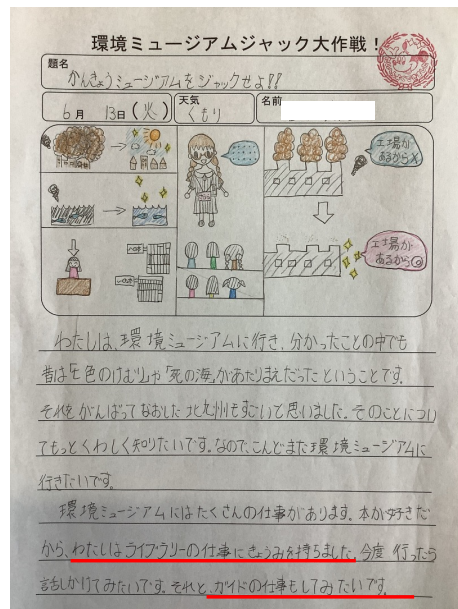 環境ミュージアムジャック大作戦！
題名
かんきょうミュージアムをジャックせよ!!
6月 13日(火) 天気 くもり 名前
工場が
あるから×
工場が
あるから◎
わたしは、環境ミュージアムに行き、分かったことの中でも
昔は「七色のけむり」や「死の海」があたりまえだったということです。
それをがんばってなおした北九州もすごいて思いました。そのことについ
てもっとくわしく知りたいです。なので、こんどまた環境ミュージアムに
行きたいです。
環境ミュージアムにはたくさんの仕事があります。本が好きだ
から、わたしはライブラリーの仕事にきょうみを持ちました。今度行ったら
話しかけてみたいです。それと、ガイドの仕事もしてみたいです。